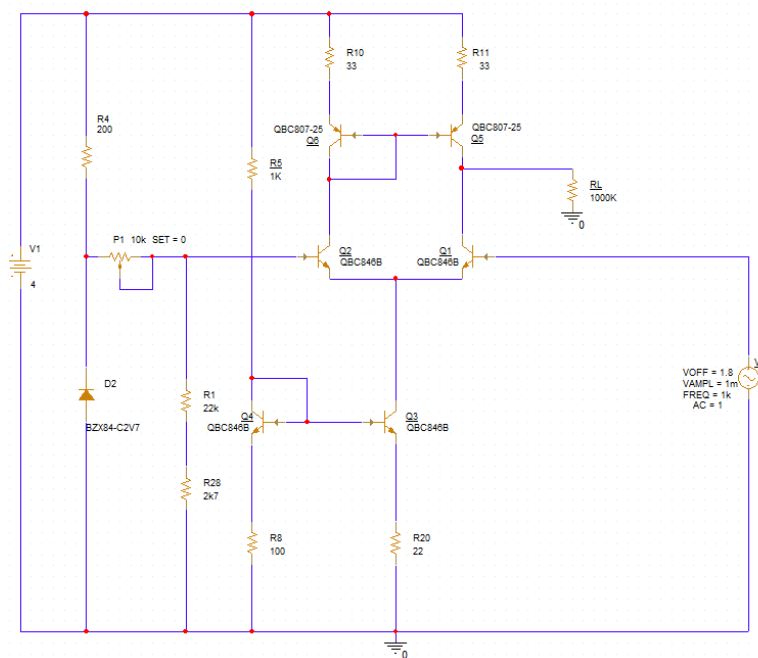 R10
33
R11
33
R4
200
QBC807-25
Q6
QBC807-25
Q5
R5
1K
RL
1000K
0
P1 10k SET = 0
V1
4
Q2
QBC846B
Q1
QBC846B
V
VOFF = 1.8
VAMPL = 1m
FREQ = 1k
AC = 1
D2
BZX84-C2V7
R1
22k
Q4
QBC846B
Q3
QBC846B
R28
2k7
R8
100
R20
22
0